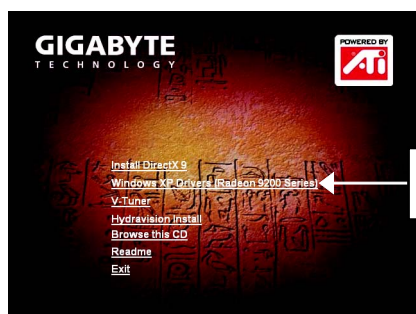 GIGABYTE
TECHNOLOGY
POWERED BY
ATi
Install DirectX 9
Windows XP Drivers (Radeon 9200 Series)
V-Tuner
Hydravision Install
Browse this CD
Readme
Exit